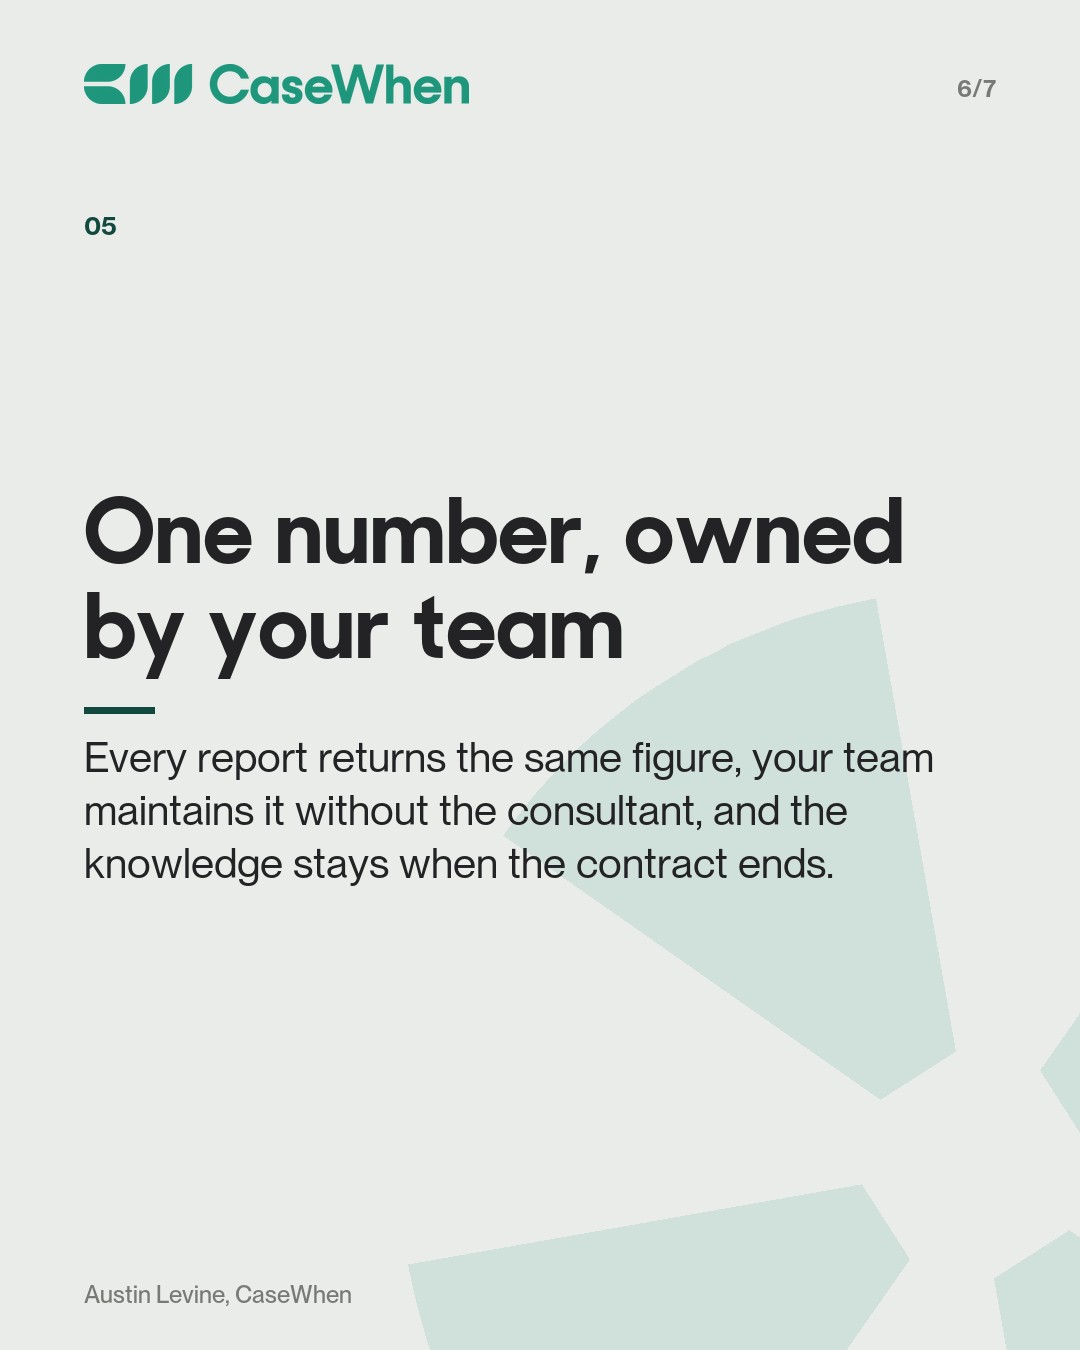 CaseWhen
6/7
05
One number, owned
by your team
Every report returns the same figure, your team
maintains it without the consultant, and the
knowledge stays when the contract ends.
Austin Levine, CaseWhen